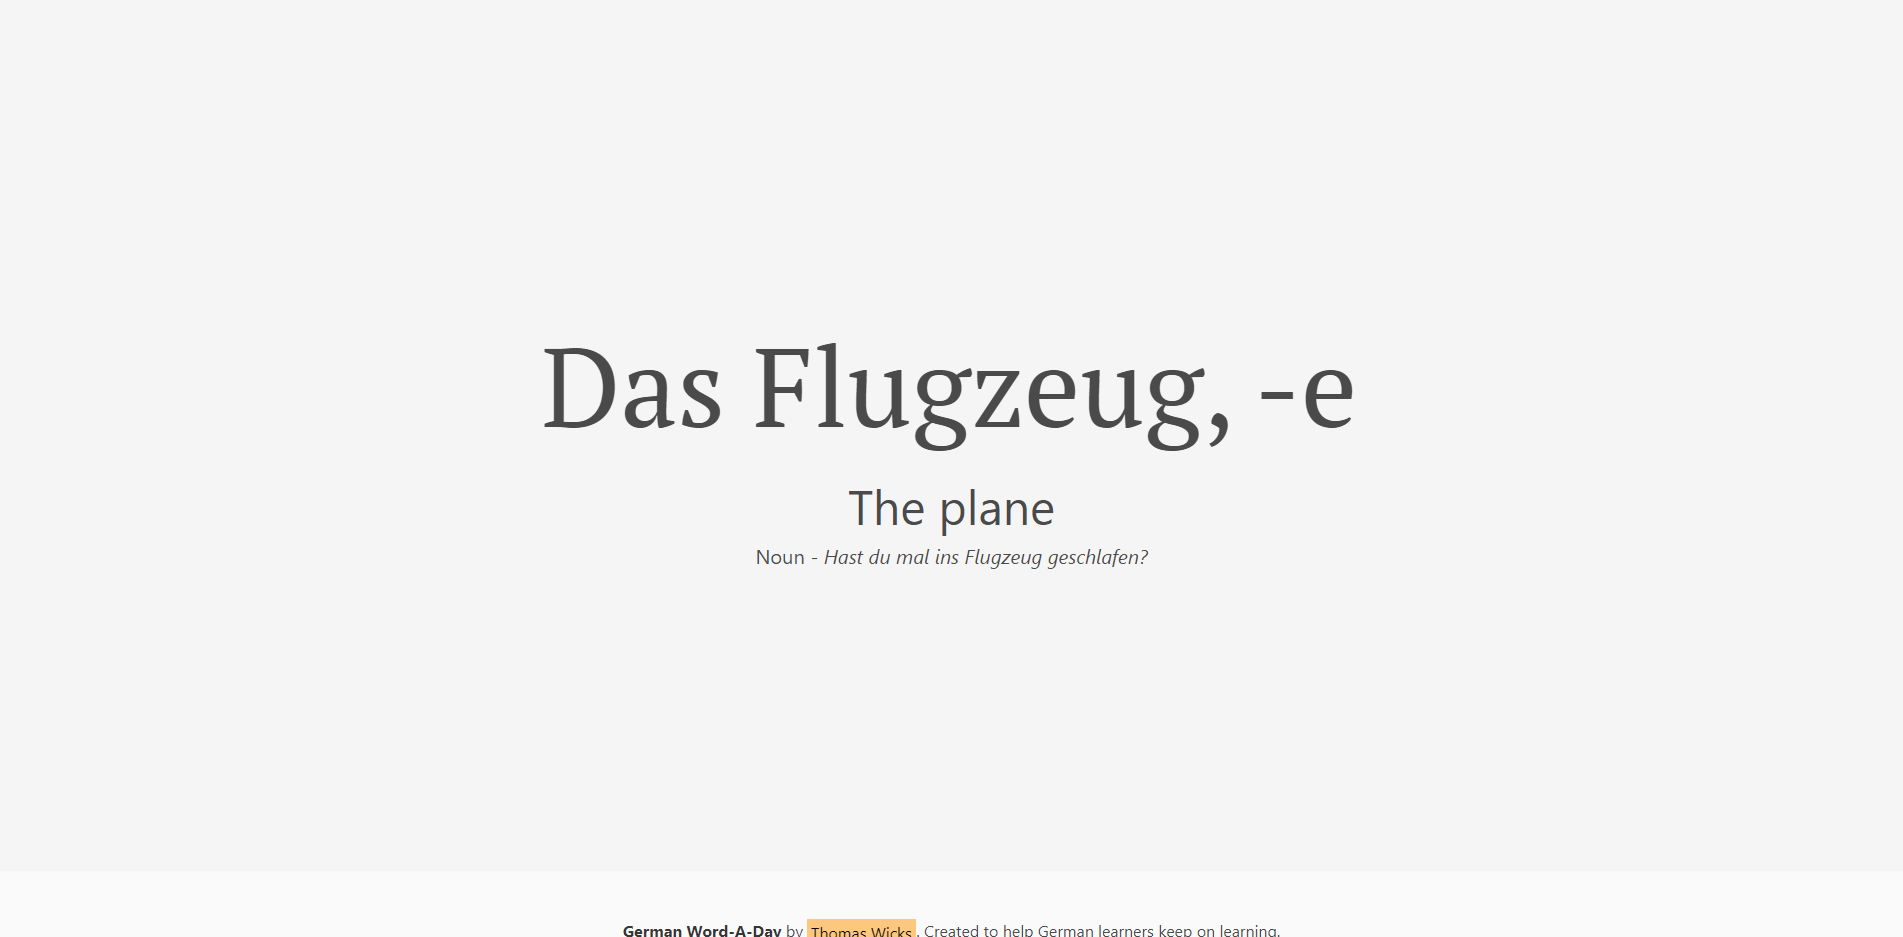 Das Flugzeug, -e
The plane
Noun - Hast du mal ins Flugzeug geschlafen?
German Word-A-Day by Thomas Wicks. Created to help German learners keep on learning.